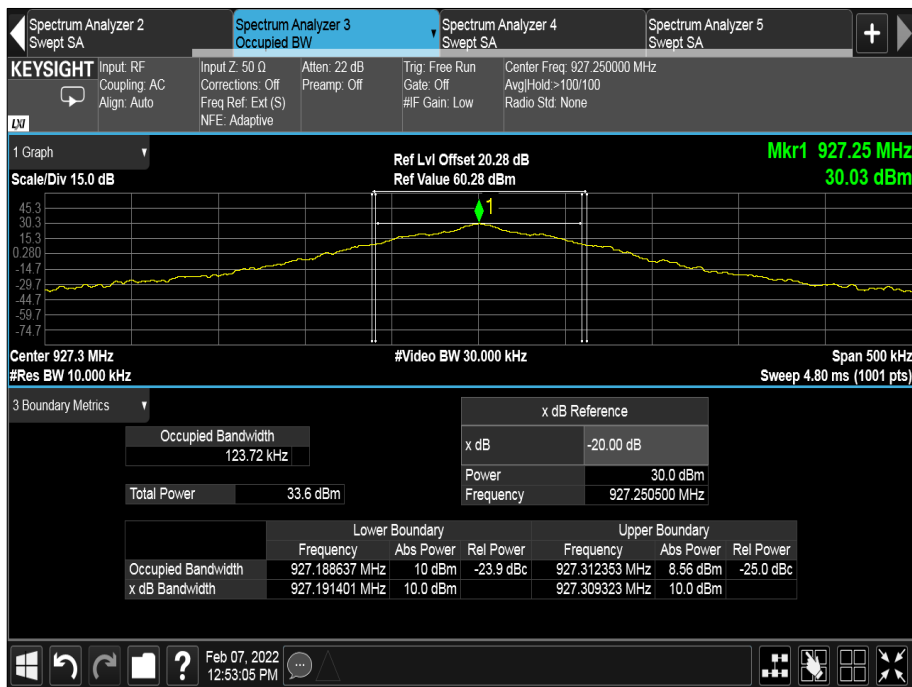 Spectrum Analyzer 2
Swept SA
Spectrum Analyzer 3
Occupied BW
Spectrum Analyzer 4
Swept SA
Spectrum Analyzer 5
Swept SA
+
KEYSIGHT
LXI
Input: RF
Coupling: AC
Align: Auto
Input Z: 50 Ω
Corrections: Off
Freq Ref: Ext (S)
NFE: Adaptive
Atten: 22 dB
Preamp: Off
Trig: Free Run
Gate: Off
#IF Gain: Low
Center Freq: 927.250000 MHz
Avg|Hold:>100/100
Radio Std: None
1 Graph
Scale/Div 15.0 dB
Ref Lvl Offset 20.28 dB
Ref Value 60.28 dBm
Mkr1 927.25 MHz
30.03 dBm
45.3
30.3
15.3
0.280
-14.7
-29.7
-44.7
-59.7
-74.7
1
Center 927.3 MHz
#Video BW 30.000 kHz
Span 500 kHz
#Res BW 10.000 kHz
Sweep 4.80 ms (1001 pts)
3 Boundary Metrics
Occupied Bandwidth
123.72 kHz
Total Power 33.6 dBm
x dB Reference
x dB -20.00 dB
Power 30.0 dBm
Frequency 927.250500 MHz
Lower Boundary Upper Boundary
Frequency Abs Power Rel Power Frequency Abs Power Rel Power
Occupied Bandwidth 927.188637 MHz 10 dBm -23.9 dBc 927.312353 MHz 8.56 dBm -25.0 dBc
x dB Bandwidth 927.191401 MHz 10.0 dBm 927.309323 MHz 10.0 dBm
?
Feb 07, 2022
12:53:05 PM